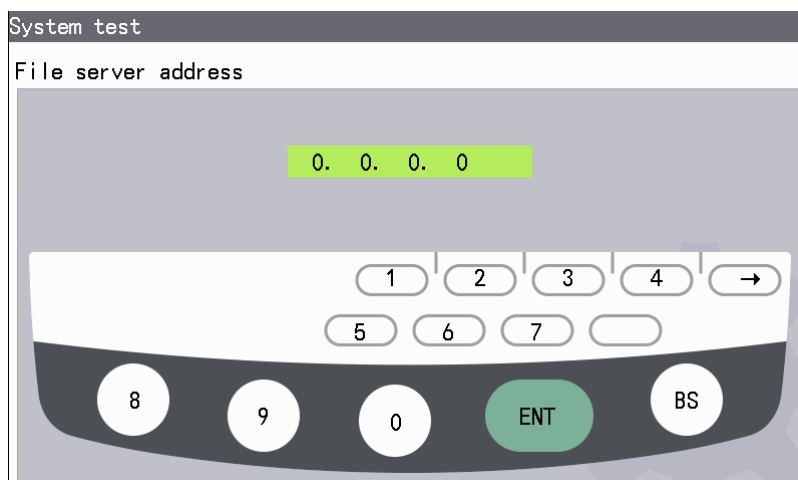 System test
File server address
0. 0. 0. 0
1 2 3 4 →
5 6 7
8 9 0 ENT BS